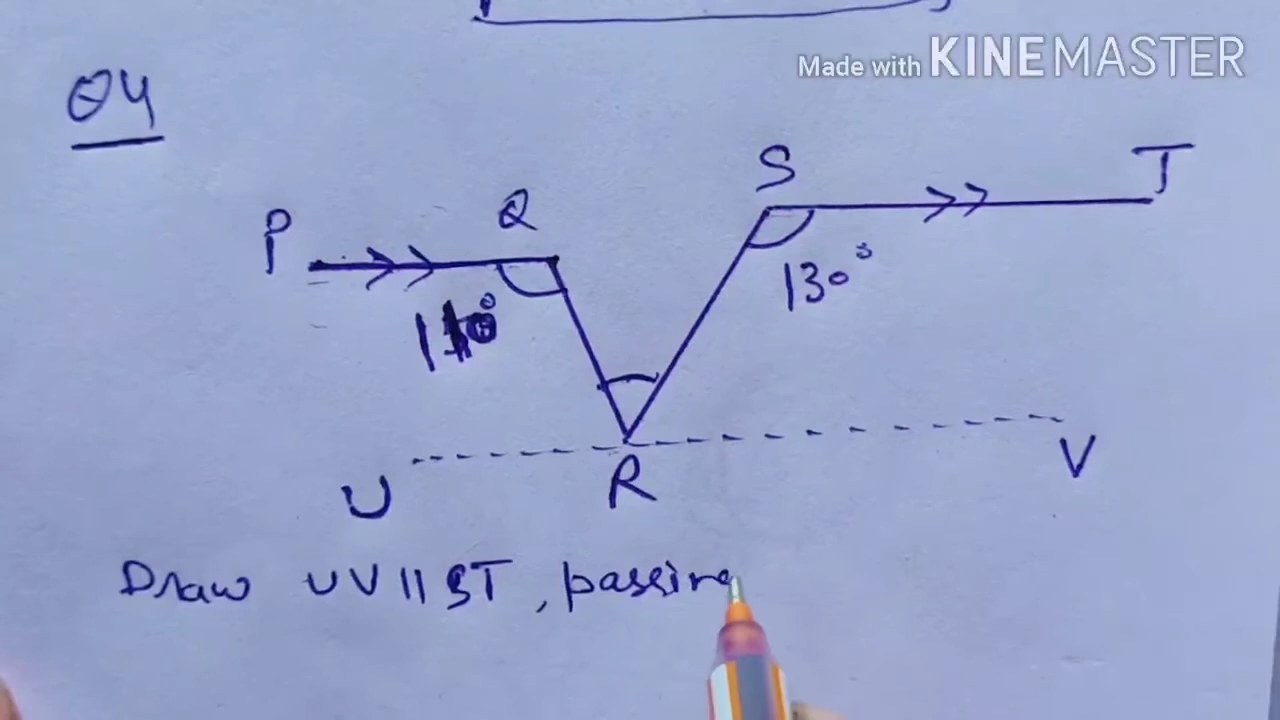 Made with KINEMASTER
Q4
S
T
P
Q
130°
U
R
V
Draw UV || ST, passing